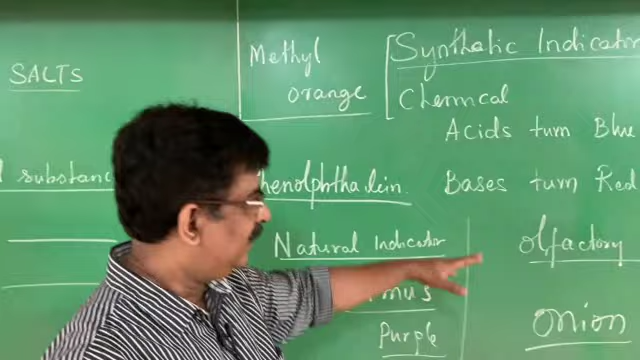 SALTS
substanc
Methyl
orange
Synthetic Indicator
Chemical
Acids turn Blue
henolphthalein
Bases turn Red
Natural Indicator
mus
Purple
Olfactory
Onion